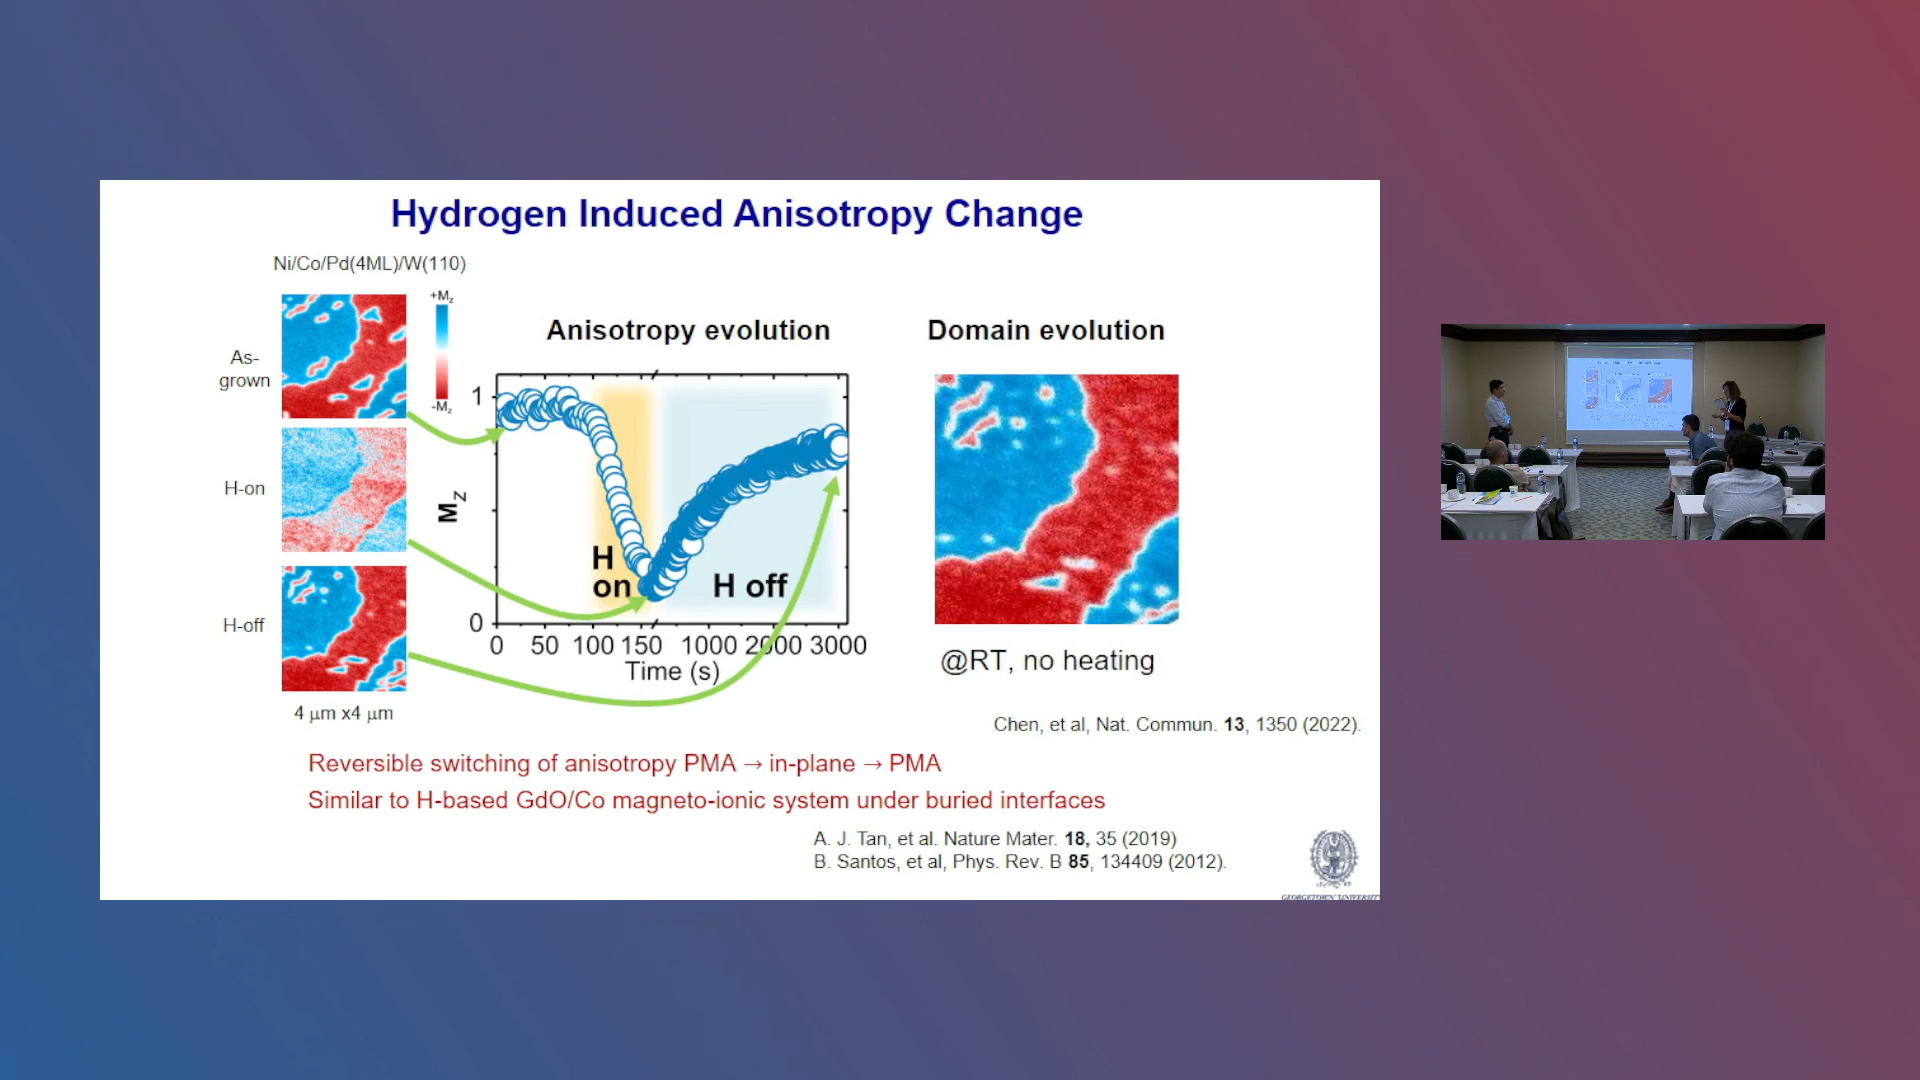 Hydrogen Induced Anisotropy Change
Ni/Co/Pd(4ML)/W(110)
+Mz
-Mz
As-
grown
H-on
H-off
4 μm x4 μm
Anisotropy evolution
Mz
1
0
H
on
H off
0 50 100 150 1000 2000 3000
Time (s)
Domain evolution
@RT, no heating
Chen, et al, Nat. Commun. 13, 1350 (2022).
Reversible switching of anisotropy PMA → in-plane → PMA
Similar to H-based GdO/Co magneto-ionic system under buried interfaces
A. J. Tan, et al. Nature Mater. 18, 35 (2019)
B. Santos, et al, Phys. Rev. B 85, 134409 (2012).
GEORGETOWN UNIVERSITY